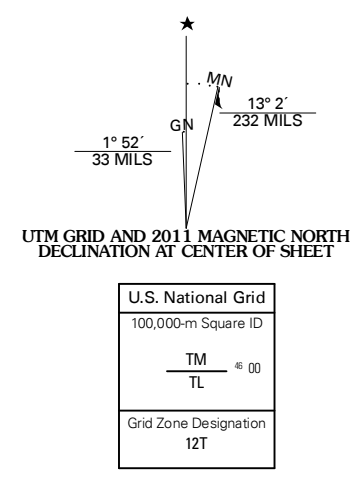 MN
13° 2´
232 MILS
GN
1° 52´
33 MILS
UTM GRID AND 2011 MAGNETIC NORTH
DECLINATION AT CENTER OF SHEET
U.S. National Grid
100,000-m Square ID
TM
46 00
TL
Grid Zone Designation
12T